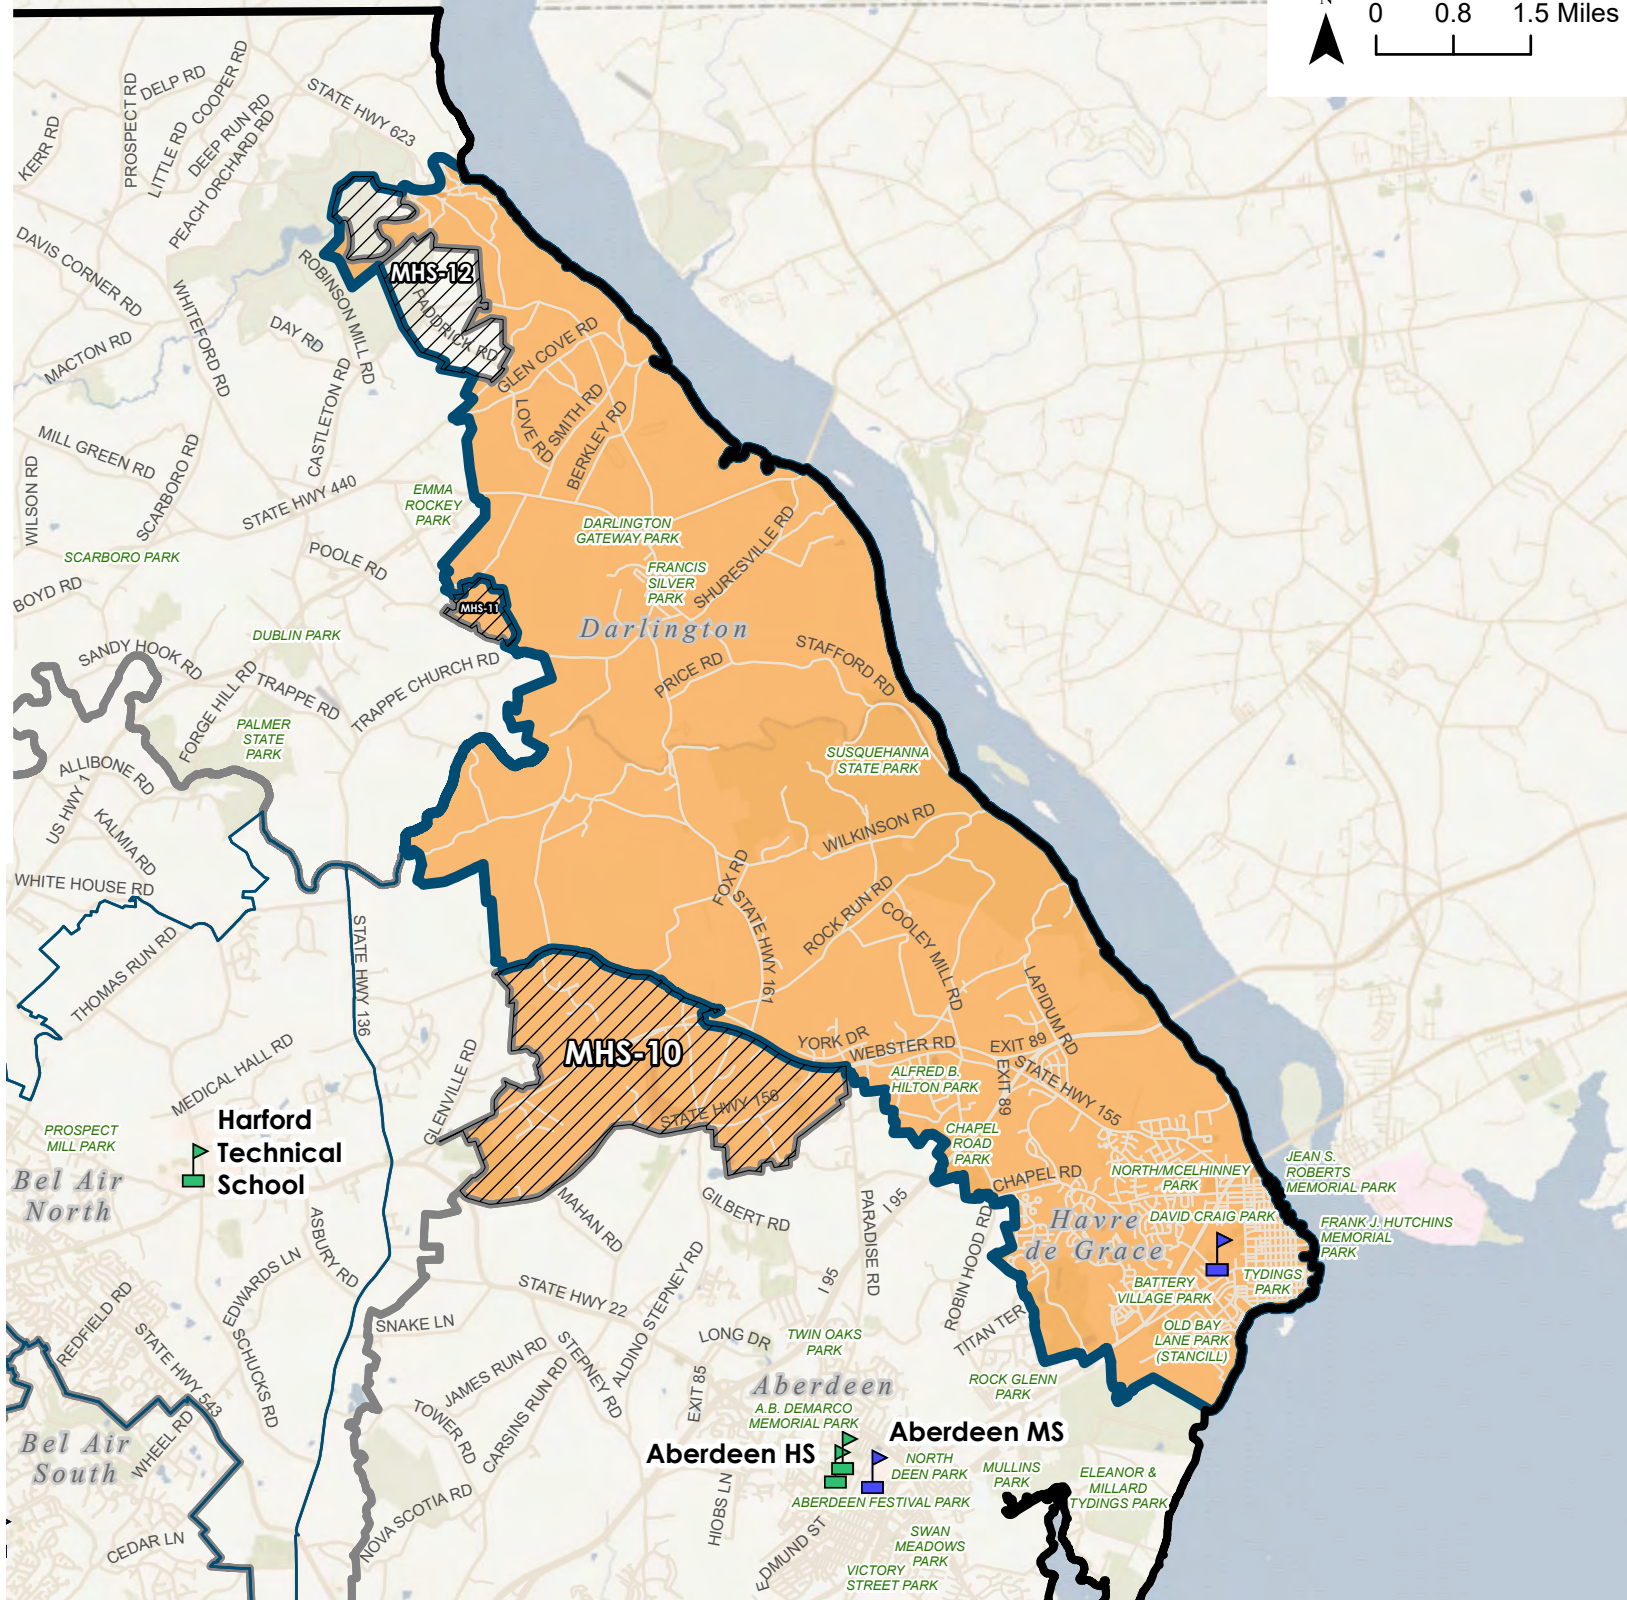 N
0 0.8 1.5 Miles
DELP RD
COOPER RD
PROSPECT RD
STATE HWY 623
KERR RD
LITTLE RD
DEEP RUN RD
PEACH ORCHARD RD
DAVIS CORNER RD
ROBINSON MILL RD
MHS-12
PADDRICK RD
WHITEFORD RD
DAY RD
MACTON RD
CASTLETON RD
GLEN COVE RD
LOVE RD
SMITH RD
BERKLEY RD
MILL GREEN RD
WILSON RD
SCARBORO RD
STATE HWY 440
EMMA
ROCKEY
PARK
DARLINGTON
GATEWAY PARK
SHURESVILLE RD
SCARBORO PARK
POOLE RD
FRANCIS
SILVER
PARK
BOYD RD
MHS-11
Darlington
DUBLIN PARK
SANDY HOOK RD
FORGE HILL RD
TRAPPE RD
TRAPPE CHURCH RD
PRICE RD
STAFFORD RD
PALMER
STATE
PARK
SUSQUEHANNA
STATE PARK
ALLIBONE RD
US HWY 1
KALMIA RD
WILKINSON RD
WHITE HOUSE RD
FOX RD
STATE HWY 161
ROCK RUN RD
COOLEY MILL RD
STATE HWY 136
THOMAS RUN RD
LAPIDUM RD
MHS-10
YORK DR
WEBSTER RD
EXIT 89
EXIT 89
STATE HWY 155
MEDICAL HALL RD
GLENVILLE RD
ALFRED B.
HILTON PARK
STATE HWY 156
Harford
Technical
School
PROSPECT
MILL PARK
CHAPEL
ROAD
PARK
CHAPEL RD
NORTH/MCELHINNEY
PARK
JEAN S.
ROBERTS
MEMORIAL PARK
Bel Air
North
MAHAN RD
GILBERT RD
PARADISE RD
I 95
ROBIN HOOD RD
Havre
de Grace
DAVID CRAIG PARK
FRANK J. HUTCHINS
MEMORIAL
PARK
ASBURY RD
EDWARDS LN
STATE HWY 22
ALDINO STEPNEY RD
I 95
BATTERY
VILLAGE PARK
TYDINGS
PARK
REDFIELD RD
STATE HWY 543
SCHUCKS RD
SNAKE LN
JAMES RUN RD
STEPNEY RD
LONG DR
TWIN OAKS
PARK
TITAN TER
OLD BAY
LANE PARK
(STANCILL)
EXIT 85
Aberdeen
ROCK GLENN
PARK
A.B. DEMARCO
MEMORIAL PARK
TOWER RD
CARSINS RUN RD
WHEEL RD
Bel Air
South
Aberdeen HS
Aberdeen MS
NORTH
DEEN PARK
MULLINS
PARK
ELEANOR &
MILLARD
TYDINGS PARK
ABERDEEN FESTIVAL PARK
NOVA SCOTIA RD
HIOBS LN
EDMUND ST
CEDAR LN
SWAN
MEADOWS
PARK
VICTORY
STREET PARK